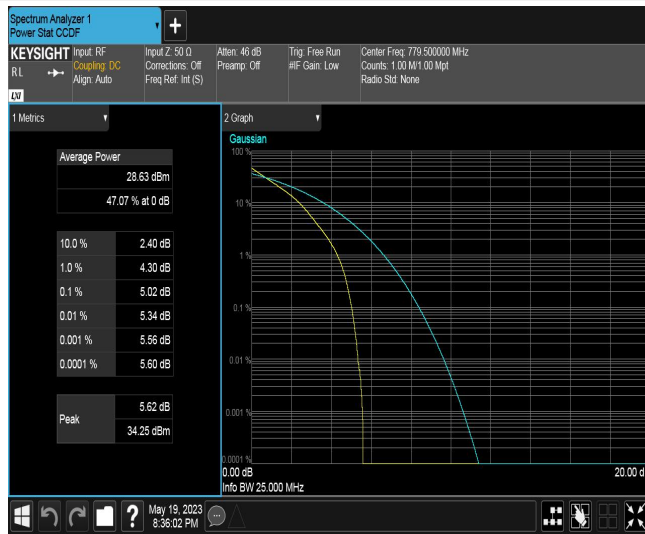 Spectrum Analyzer 1
Power Stat CCDF
+
KEYSIGHT
RL
LXI
Input: RF
Coupling: DC
Align: Auto
Input Z: 50 Ω
Corrections: Off
Freq Ref: Int (S)
Atten: 46 dB
Preamp: Off
Trig: Free Run
#IF Gain: Low
Center Freq: 779.500000 MHz
Counts: 1.00 M/1.00 Mpt
Radio Std: None
1 Metrics
Average Power
28.63 dBm
47.07 % at 0 dB
10.0 % 2.40 dB
1.0 % 4.30 dB
0.1 % 5.02 dB
0.01 % 5.34 dB
0.001 % 5.56 dB
0.0001 % 5.60 dB
Peak
5.62 dB
34.25 dBm
2 Graph
Gaussian
100 %
10 %
1 %
0.1 %
0.01 %
0.001 %
0.0001 %
0.00 dB
20.00 d
Info BW 25.000 MHz
?
May 19, 2023
8:36:02 PM